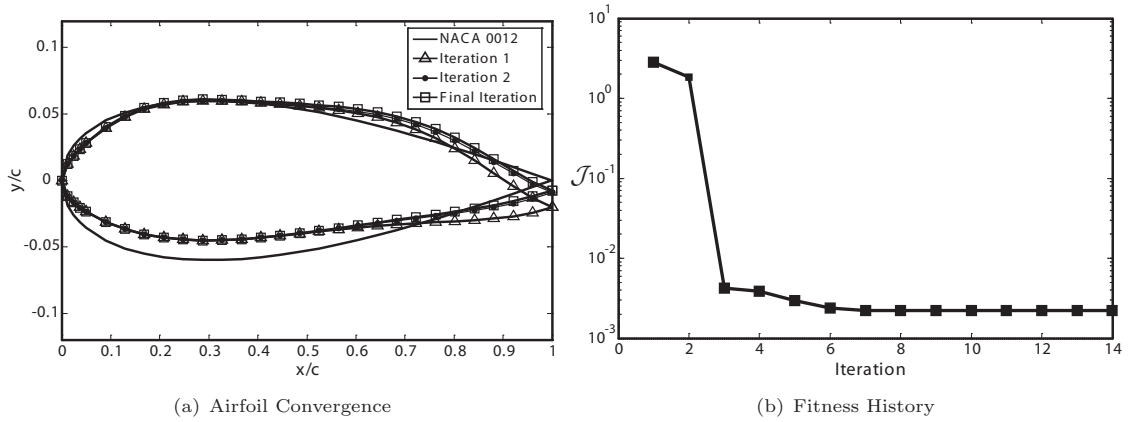 0.1
0.05
0
-0.05
-0.1
y/c
0 0.1 0.2 0.3 0.4 0.5 0.6 0.7 0.8 0.9 1
x/c
NACA 0012
Iteration 1
Iteration 2
Final Iteration
(a) Airfoil Convergence
10^1
10^0
10^-1
10^-2
10^-3
𝒥
0 2 4 6 8 10 12 14
Iteration
(b) Fitness History